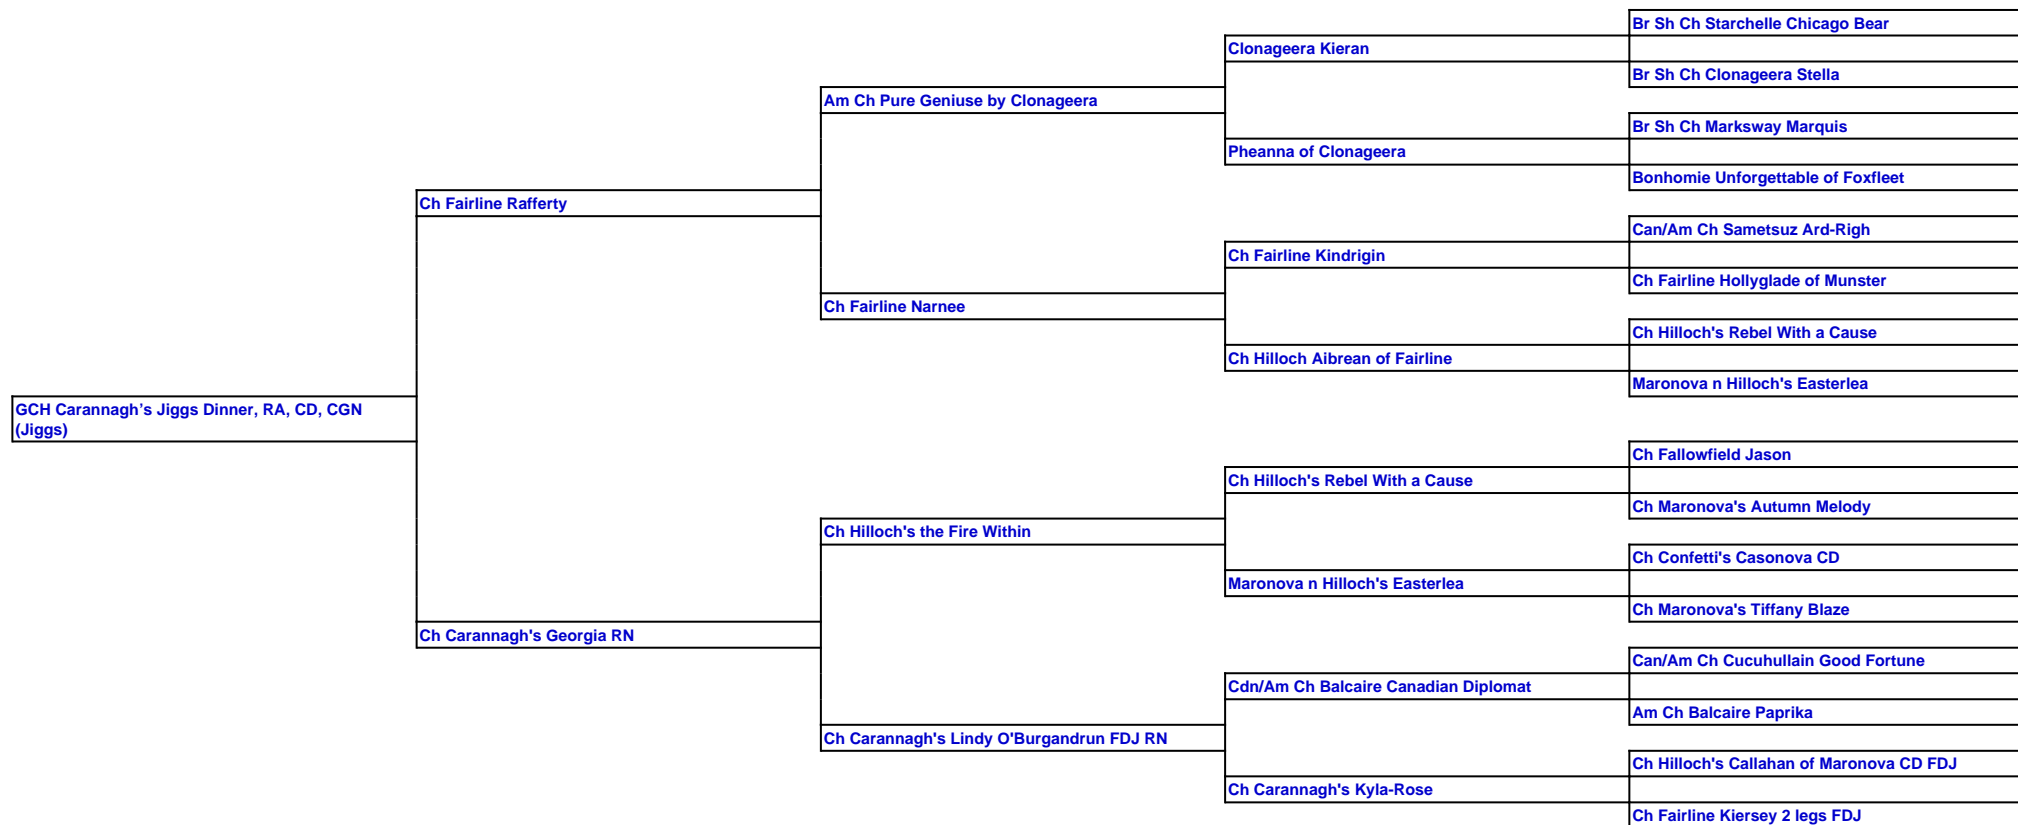 Br Sh Ch Starchelle Chicago Bear
Clonageera Kieran
Br Sh Ch Clonageera Stella
Am Ch Pure Geniuse by Clonageera
Br Sh Ch Marksway Marquis
Pheanna of Clonageera
Bonhomie Unforgettable of Foxfleet
Ch Fairline Rafferty
Can/Am Ch Sametsuz Ard-Righ
Ch Fairline Kindrigin
Ch Fairline Hollyglade of Munster
Ch Fairline Narnee
Ch Hilloch's Rebel With a Cause
Ch Hilloch Aibrean of Fairline
Maronova n Hilloch's Easterlea
GCH Carannagh’s Jiggs Dinner, RA, CD, CGN
(Jiggs)
Ch Fallowfield Jason
Ch Hilloch's Rebel With a Cause
Ch Maronova's Autumn Melody
Ch Hilloch's the Fire Within
Ch Confetti's Casonova CD
Maronova n Hilloch's Easterlea
Ch Maronova's Tiffany Blaze
Ch Carannagh's Georgia RN
Can/Am Ch Cucuhullain Good Fortune
Cdn/Am Ch Balcaire Canadian Diplomat
Am Ch Balcaire Paprika
Ch Carannagh's Lindy O'Burgandrun FDJ RN
Ch Hilloch's Callahan of Maronova CD FDJ
Ch Carannagh's Kyla-Rose
Ch Fairline Kiersey 2 legs FDJ